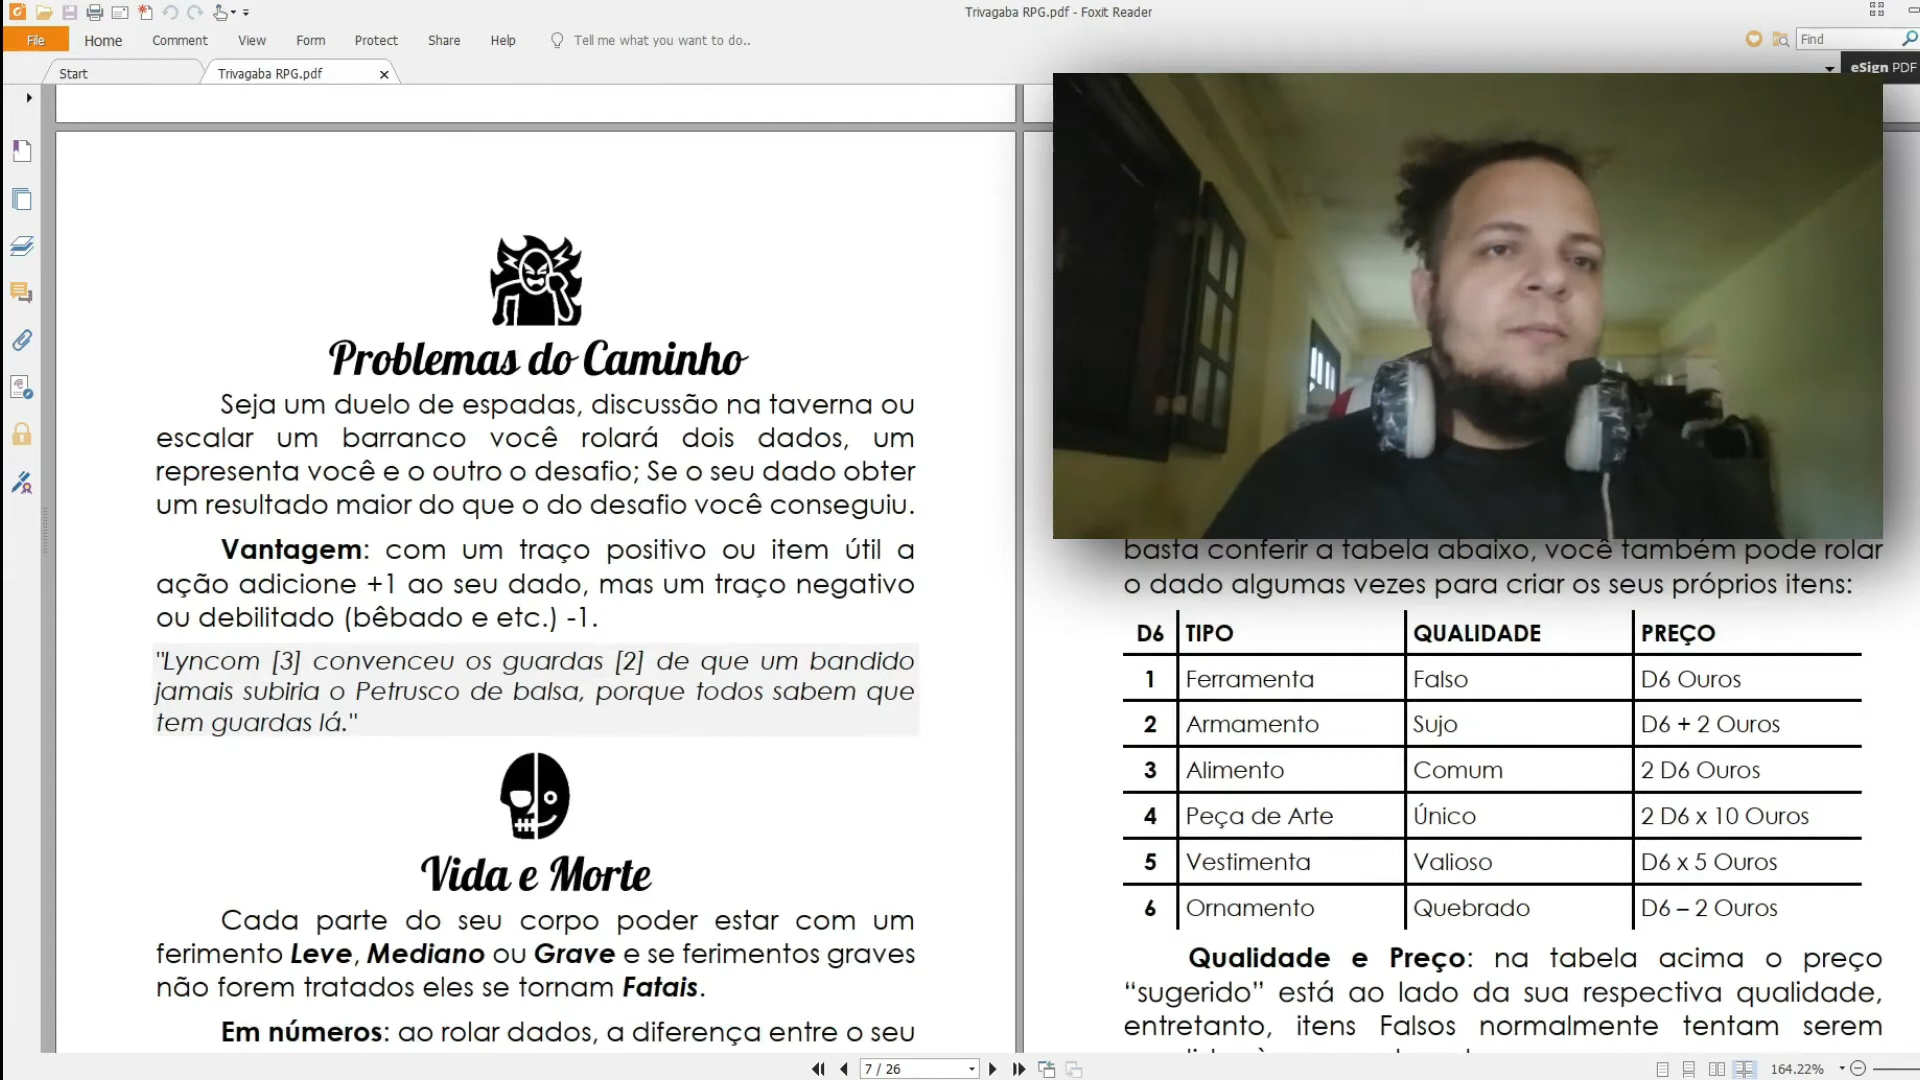 Trivagaba RPG.pdf - Foxit Reader
File Home Comment View Form Protect Share Help Tell me what you want to do.. Find
Start Trivagaba RPG.pdf eSign PDF
Problemas do Caminho
Seja um duelo de espadas, discussão na taverna ou
escalar um barranco você rolará dois dados, um
representa você e o outro o desafio; Se o seu dado obter
um resultado maior do que o do desafio você conseguiu.
Vantagem: com um traço positivo ou item útil a
ação adicione +1 ao seu dado, mas um traço negativo
ou debilitado (bêbado e etc.) -1.
"Lyncom [3] convenceu os guardas [2] de que um bandido
jamais subiria o Petrusco de balsa, porque todos sabem que
tem guardas lá."
Vida e Morte
Cada parte do seu corpo poder estar com um
ferimento Leve, Mediano ou Grave e se ferimentos graves
não forem tratados eles se tornam Fatais.
Em números: ao rolar dados, a diferença entre o seu
basta conferir a tabela abaixo, você também pode rolar
o dado algumas vezes para criar os seus próprios itens:
D6 TIPO QUALIDADE PREÇO
1 Ferramenta Falso D6 Ouros
2 Armamento Sujo D6 + 2 Ouros
3 Alimento Comum 2 D6 Ouros
4 Peça de Arte Único 2 D6 x 10 Ouros
5 Vestimenta Valioso D6 x 5 Ouros
6 Ornamento Quebrado D6 – 2 Ouros
Qualidade e Preço: na tabela acima o preço
“sugerido” está ao lado da sua respectiva qualidade,
entretanto, itens Falsos normalmente tentam serem
7 / 26 164.22%